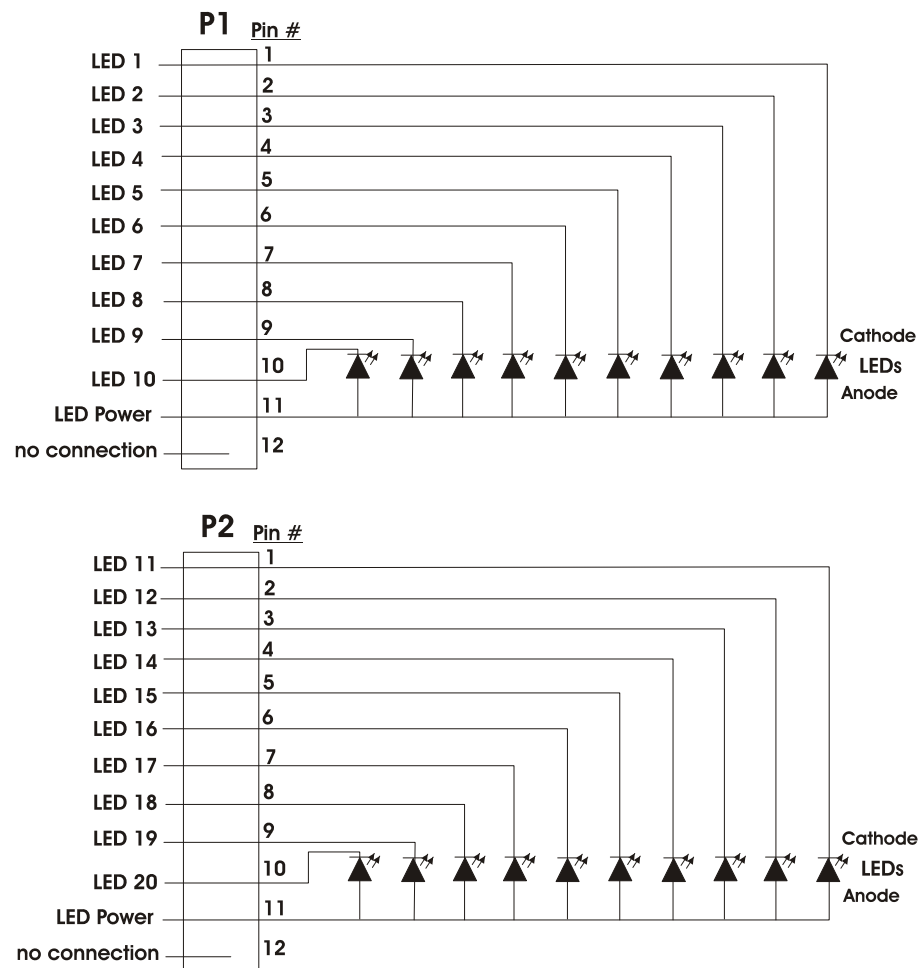 P1 Pin #
LED 1 1
LED 2 2
LED 3 3
LED 4 4
LED 5 5
LED 6 6
LED 7 7
LED 8 8
LED 9 9
Cathode
LED 10 10 LEDs
Anode
LED Power 11
no connection 12
P2 Pin #
LED 11 1
LED 12 2
LED 13 3
LED 14 4
LED 15 5
LED 16 6
LED 17 7
LED 18 8
LED 19 9
Cathode
LED 20 10 LEDs
Anode
LED Power 11
no connection 12